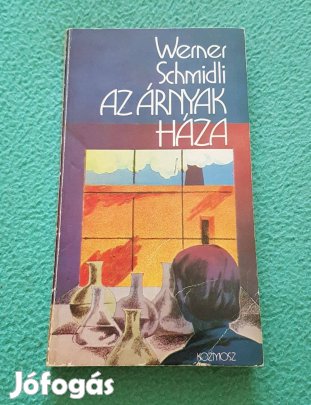 Werner
Schmidli
AZ ÁRNYAK
HÁZA
KOZMOSZ
Jófogás